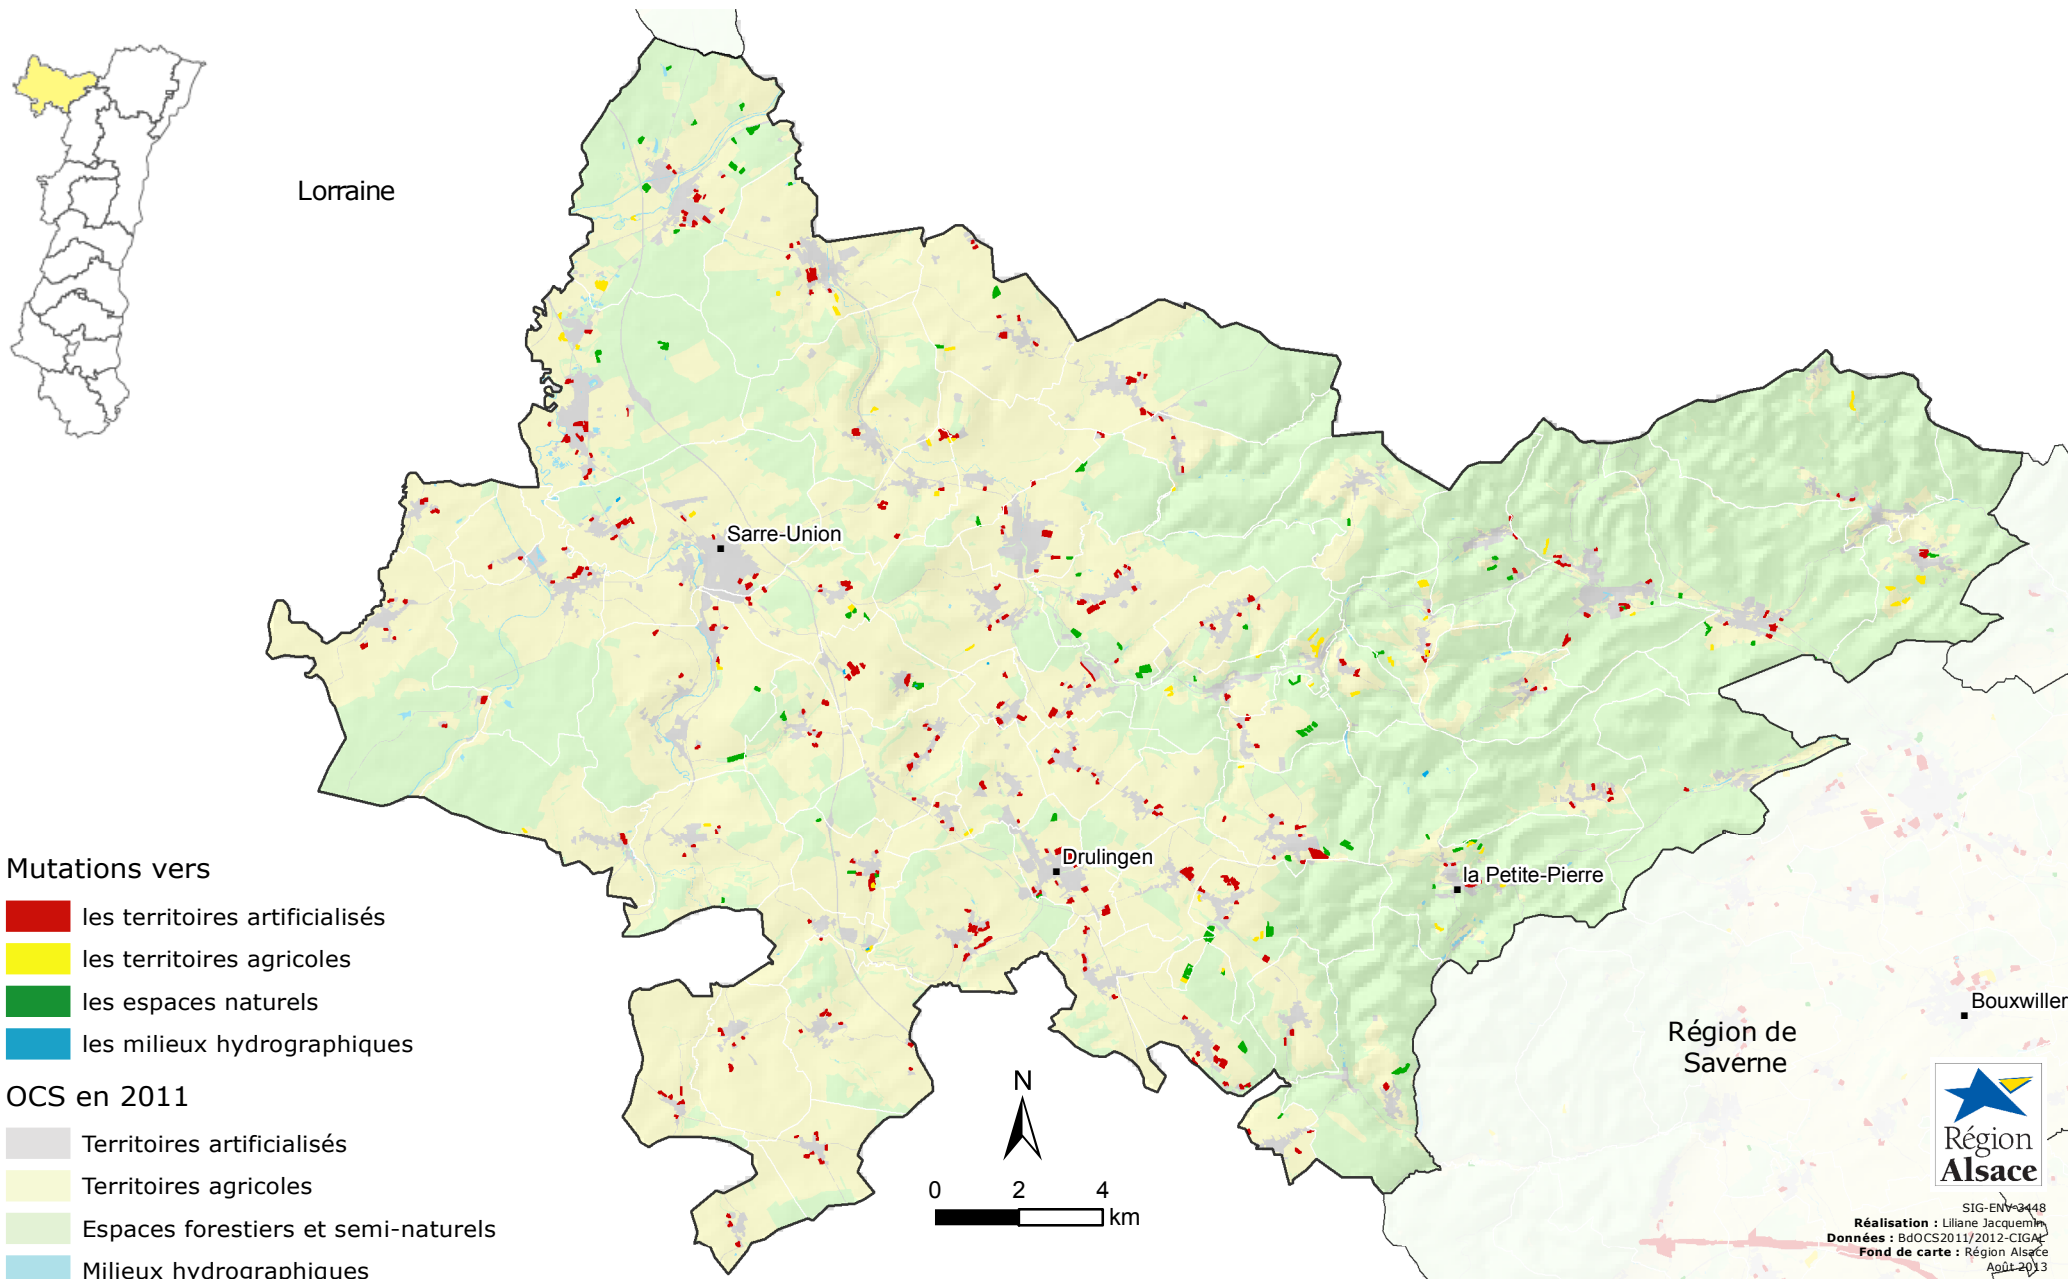 Lorraine
Sarre-Union
Drulingen
la Petite-Pierre
Bouxwiller
Région de
Saverne
Mutations vers
les territoires artificialisés
les territoires agricoles
les espaces naturels
les milieux hydrographiques
OCS en 2011
Territoires artificialisés
Territoires agricoles
Espaces forestiers et semi-naturels
Milieux hydrographiques
N
0 2 4
km
Région
Alsace
SIG-ENV-3448
Réalisation : Liliane Jacquemin
Données : BdOCS2011/2012-CIGAL
Fond de carte : Région Alsace
Août 2013